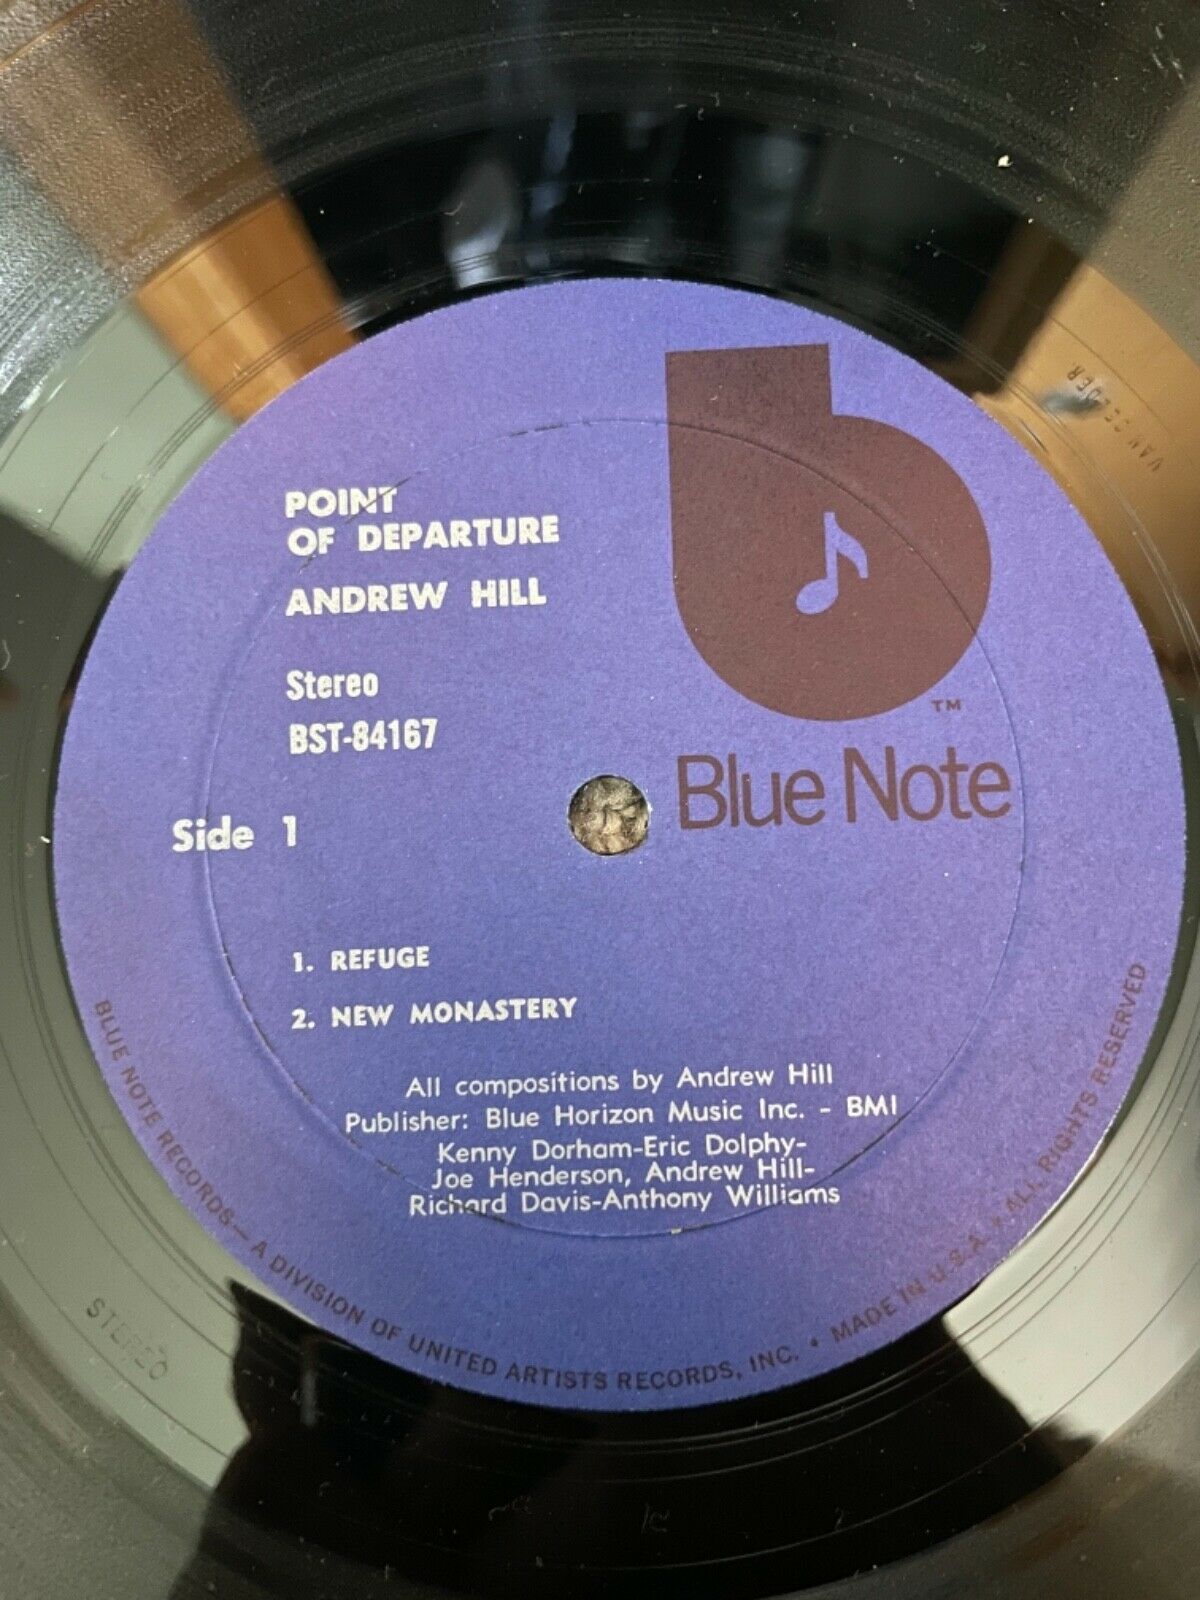 POINT
OF DEPARTURE
ANDREW HILL
Stereo
BST-84167
Side 1
TM
Blue Note
1. REFUGE
2. NEW MONASTERY
All compositions by Andrew Hill
Publisher: Blue Horizon Music Inc. - BMI
Kenny Dorham-Eric Dolphy-
Joe Henderson, Andrew Hill-
Richard Davis-Anthony Williams
BLUE NOTE RECORDS—A DIVISION OF UNITED ARTISTS RECORDS, INC. • MADE IN U.S.A. • ALL RIGHTS RESERVED
VAN GELDER
STEREO